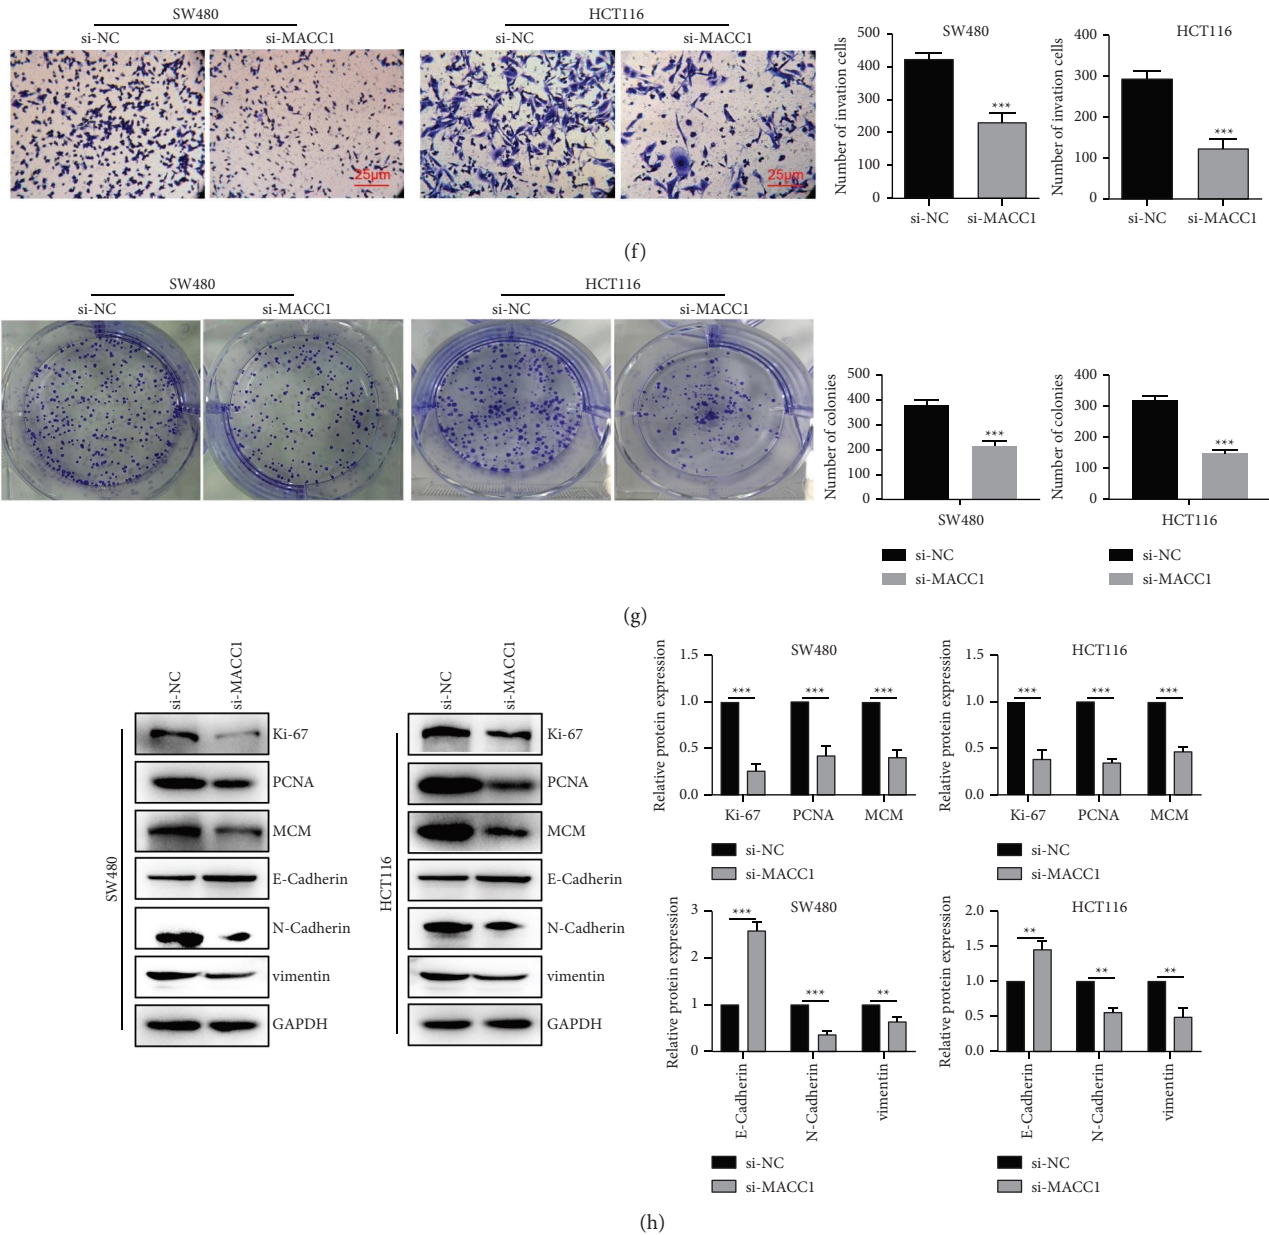 SW480
HCT116
si-NC
si-MACC1
si-NC
si-MACC1
25μm
25μm
Number of invation cells
500
400
300
200
100
0
SW480
***
si-NC
si-MACC1
Number of invation cells
400
300
200
100
0
HCT116
***
si-NC
si-MACC1
(f)
SW480
HCT116
si-NC
si-MACC1
si-NC
si-MACC1
Number of colonies
500
400
300
200
100
0
***
SW480
si-NC
si-MACC1
Number of colonies
400
300
200
100
0
***
HCT116
si-NC
si-MACC1
(g)
SW480
si-NC
si-MACC1
Ki-67
PCNA
MCM
E-Cadherin
N-Cadherin
vimentin
GAPDH
HCT116
si-NC
si-MACC1
Ki-67
PCNA
MCM
E-Cadherin
N-Cadherin
vimentin
GAPDH
Relative protein expression
1.5
1.0
0.5
0.0
SW480
***
***
***
Ki-67
PCNA
MCM
si-NC
si-MACC1
Relative protein expression
1.5
1.0
0.5
0.0
HCT116
***
***
***
Ki-67
PCNA
MCM
si-NC
si-MACC1
Relative protein expression
3
2
1
0
SW480
***
***
**
E-Cadherin
N-Cadherin
vimentin
si-NC
si-MACC1
Relative protein expression
2.0
1.5
1.0
0.5
0.0
HCT116
**
**
**
E-Cadherin
N-Cadherin
vimentin
si-NC
si-MACC1
(h)